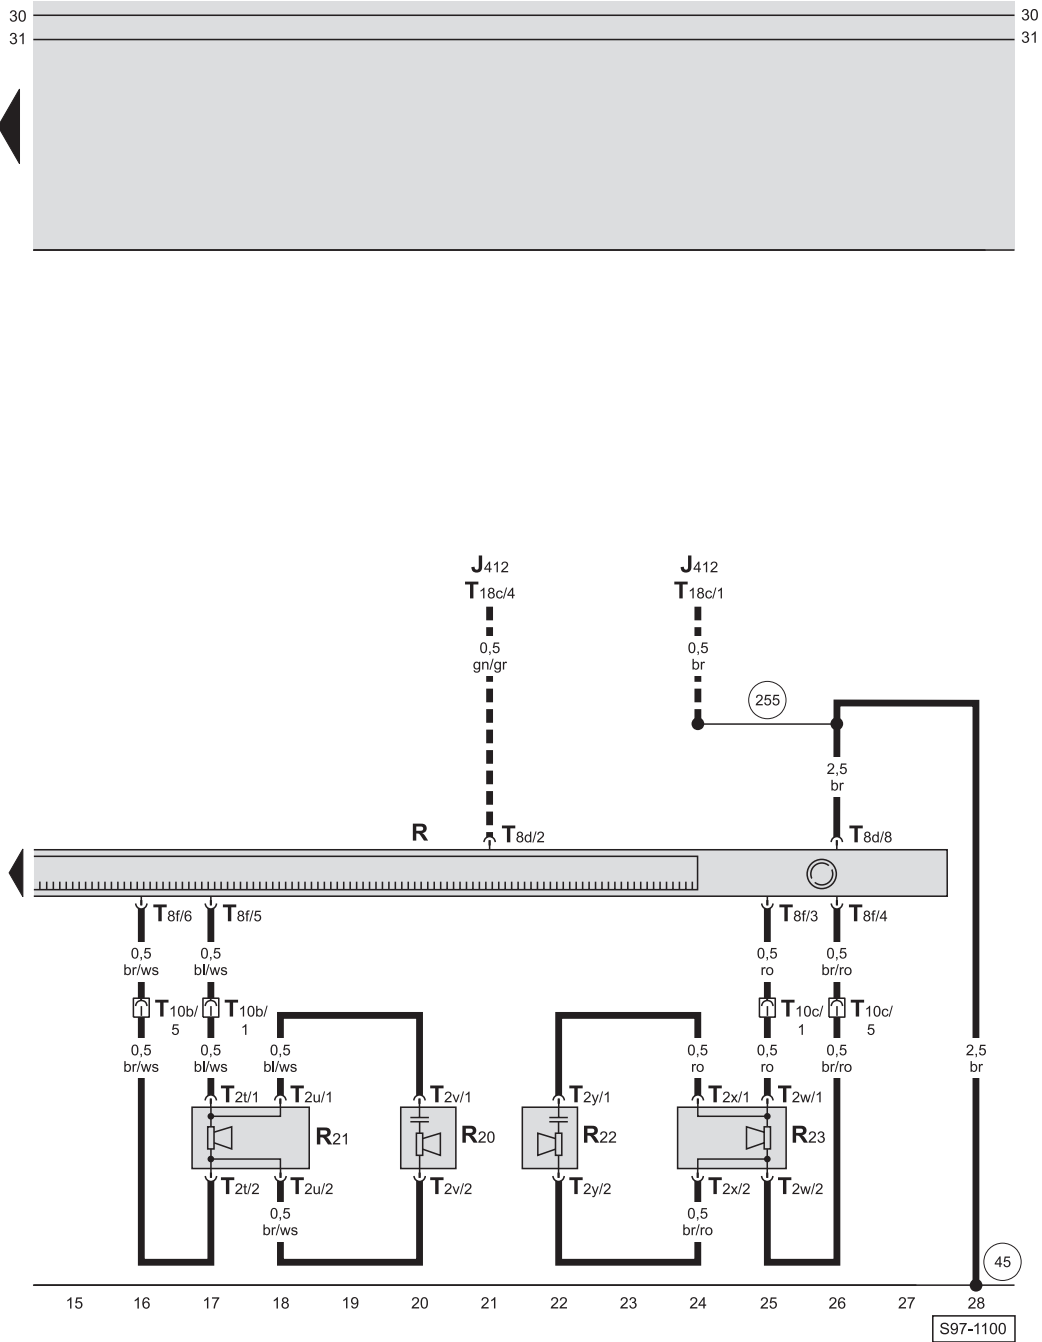 30 30
31 31
J412 J412
T18c/4 T18c/1
0,5 0,5
gn/gr br
255
2,5
br
R T8d/2 T8d/8
T8f/6 T8f/5 T8f/3 T8f/4
0,5 0,5 0,5 0,5
br/ws bl/ws ro br/ro
T10b/ T10b/ T10c/ T10c/
5 1 1 5
0,5 0,5 0,5 0,5 0,5 0,5 2,5
br/ws bl/ws bl/ws ro ro br/ro br
T2t/1 T2u/1 T2v/1 T2y/1 T2x/1 T2w/1
R21 R20 R22 R23
T2t/2 T2u/2 T2v/2 T2y/2 T2x/2 T2w/2
0,5 0,5
br/ws br/ro
45
15 16 17 18 19 20 21 22 23 24 25 26 27 28
S97-1100